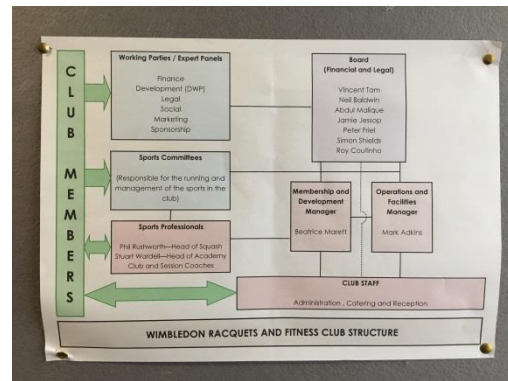 CLUB MEMBERS
Working Parties / Expert Panels
Finance
Development (DWP)
Legal
Social
Marketing
Sponsorship
Board
(Financial and Legal)
Vincent Tam
Neil Baldwin
Abdul Malique
Jamie Jessop
Peter Friel
Simon Shields
Roy Coutinho
Sports Committees
(Responsible for the running and
management of the sports in the
club)
Membership and
Development
Manager
Beatrice Marett
Operations and
Facilities
Manager
Mark Adkins
Sports Professionals
Phil Rushworth—Head of Squash
Stuart Wardell—Head of Academy
Club and Session Coaches
CLUB STAFF
Administration , Catering and Reception
WIMBLEDON RACQUETS AND FITNESS CLUB STRUCTURE